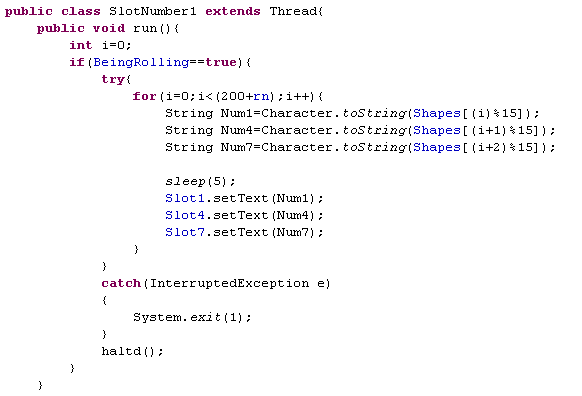 public class SlotNumber1 extends Thread{
public void run(){
int i=0;
if(BeingRolling==true){
try{
for(i=0;i<(200+rn);i++){
String Num1=Character.toString(Shapes[(i)%15]);
String Num4=Character.toString(Shapes[(i+1)%15]);
String Num7=Character.toString(Shapes[(i+2)%15]);
sleep(5);
Slot1.setText(Num1);
Slot4.setText(Num4);
Slot7.setText(Num7);
}
}
catch(InterruptedException e)
{
System.exit(1);
}
haltd();
}
}